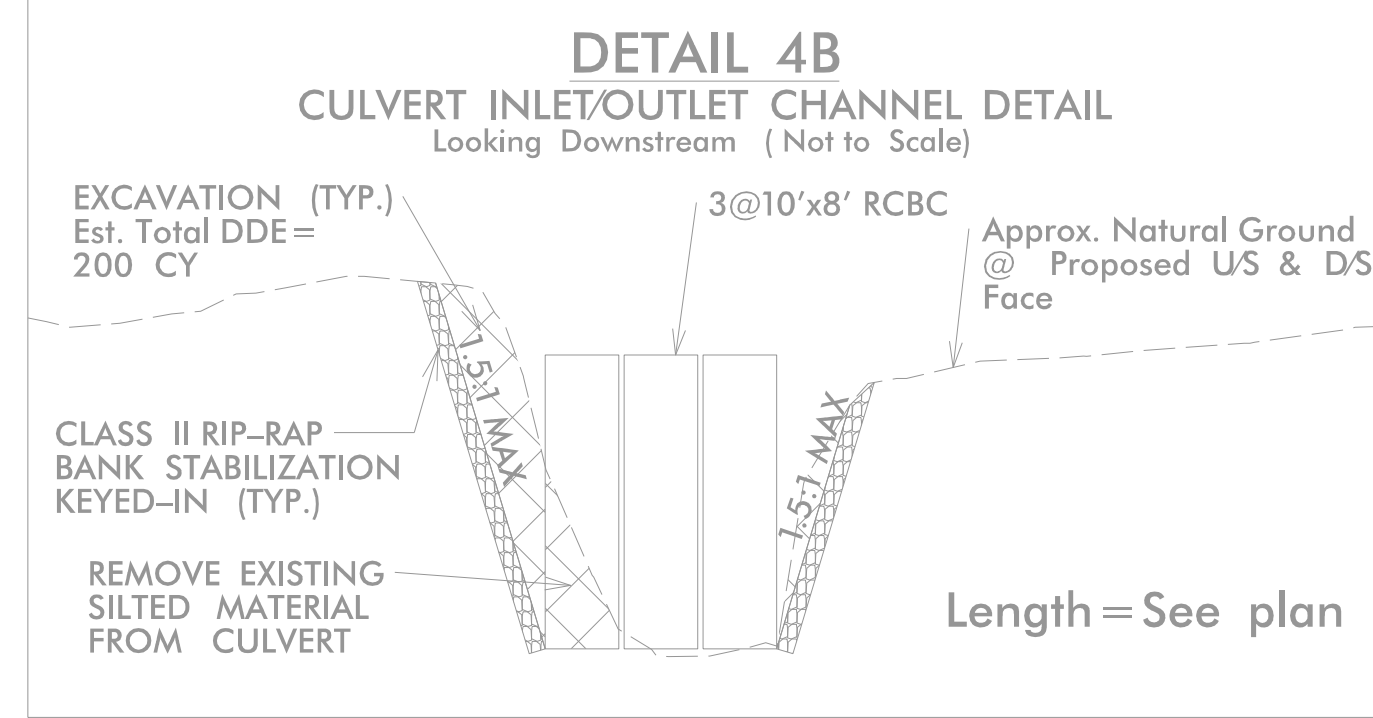 DETAIL 4B
CULVERT INLET/OUTLET CHANNEL DETAIL
Looking Downstream (Not to Scale)
EXCAVATION (TYP.)
Est. Total DDE=
200 CY
3@10'x8' RCBC
Approx. Natural Ground
@ Proposed U/S & D/S
Face
1.5:1 MAX
1.5:1 MAX
CLASS II RIP-RAP
BANK STABILIZATION
KEYED-IN (TYP.)
REMOVE EXISTING
SILTED MATERIAL
FROM CULVERT
Length=See plan